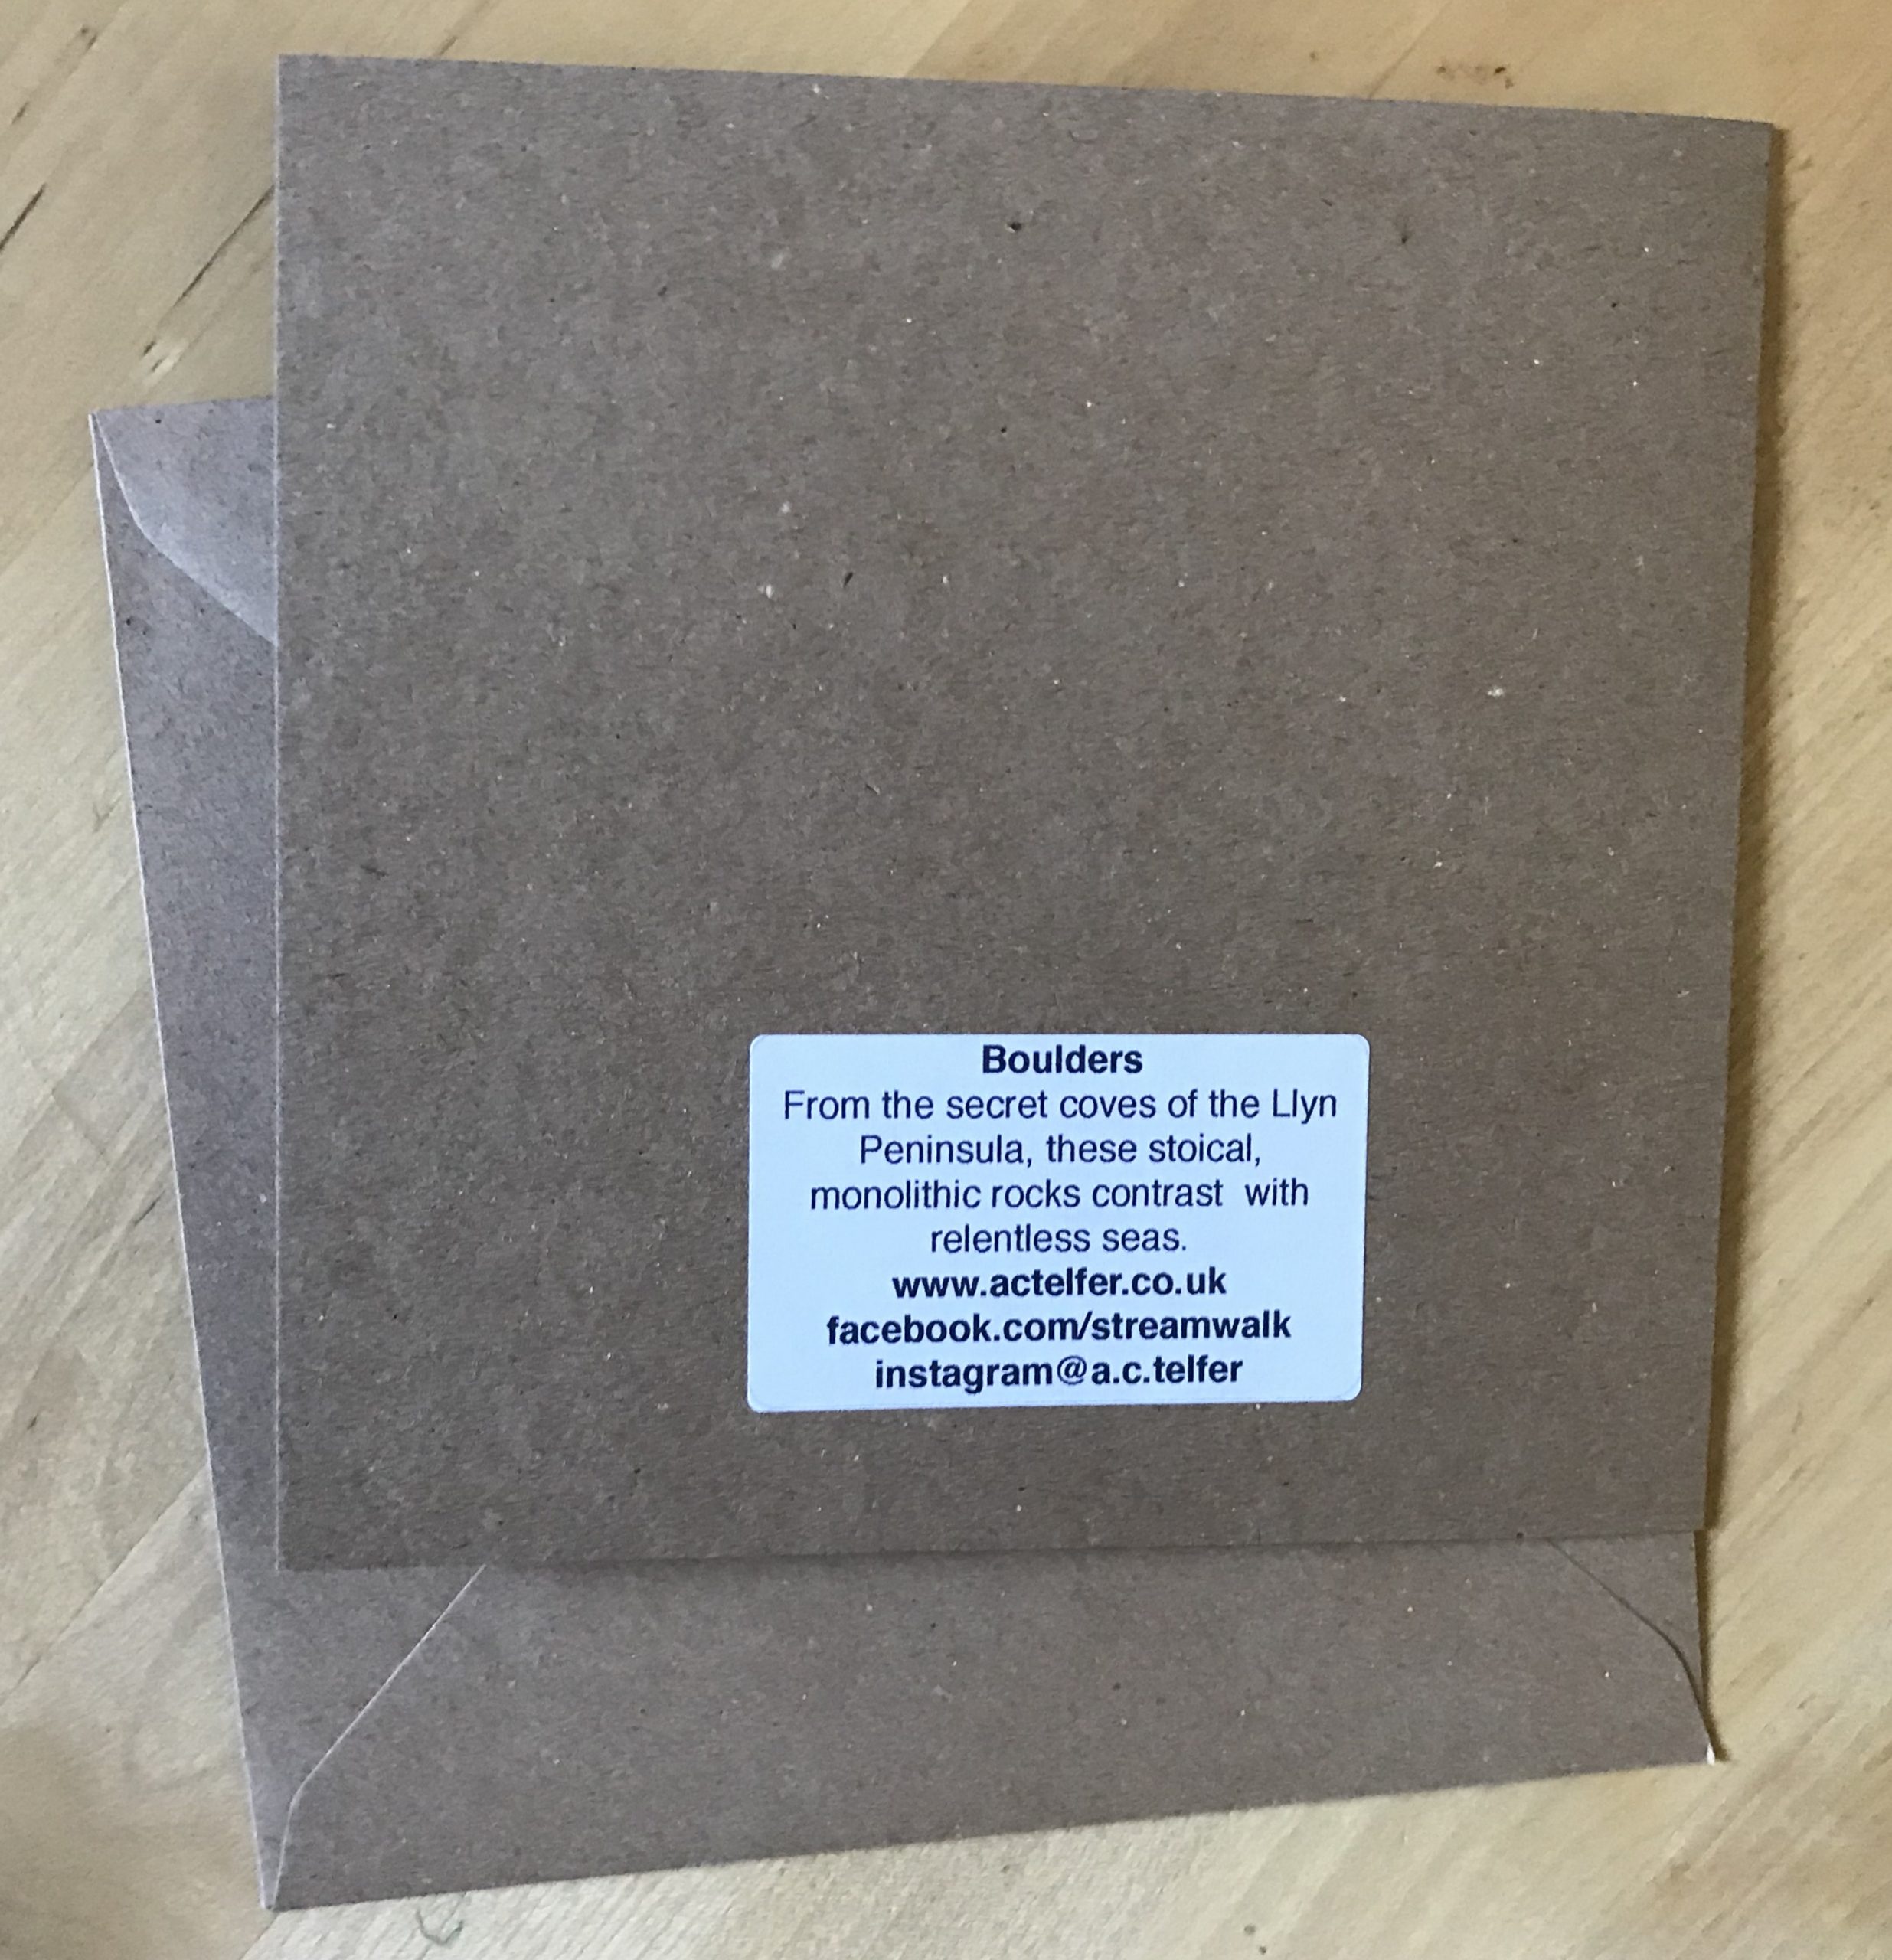 Boulders
From the secret coves of the Llyn
Peninsula, these stoical,
monolithic rocks contrast  with
relentless seas.
www.actelfer.co.uk
facebook.com/streamwalk
instagram@a.c.telfer